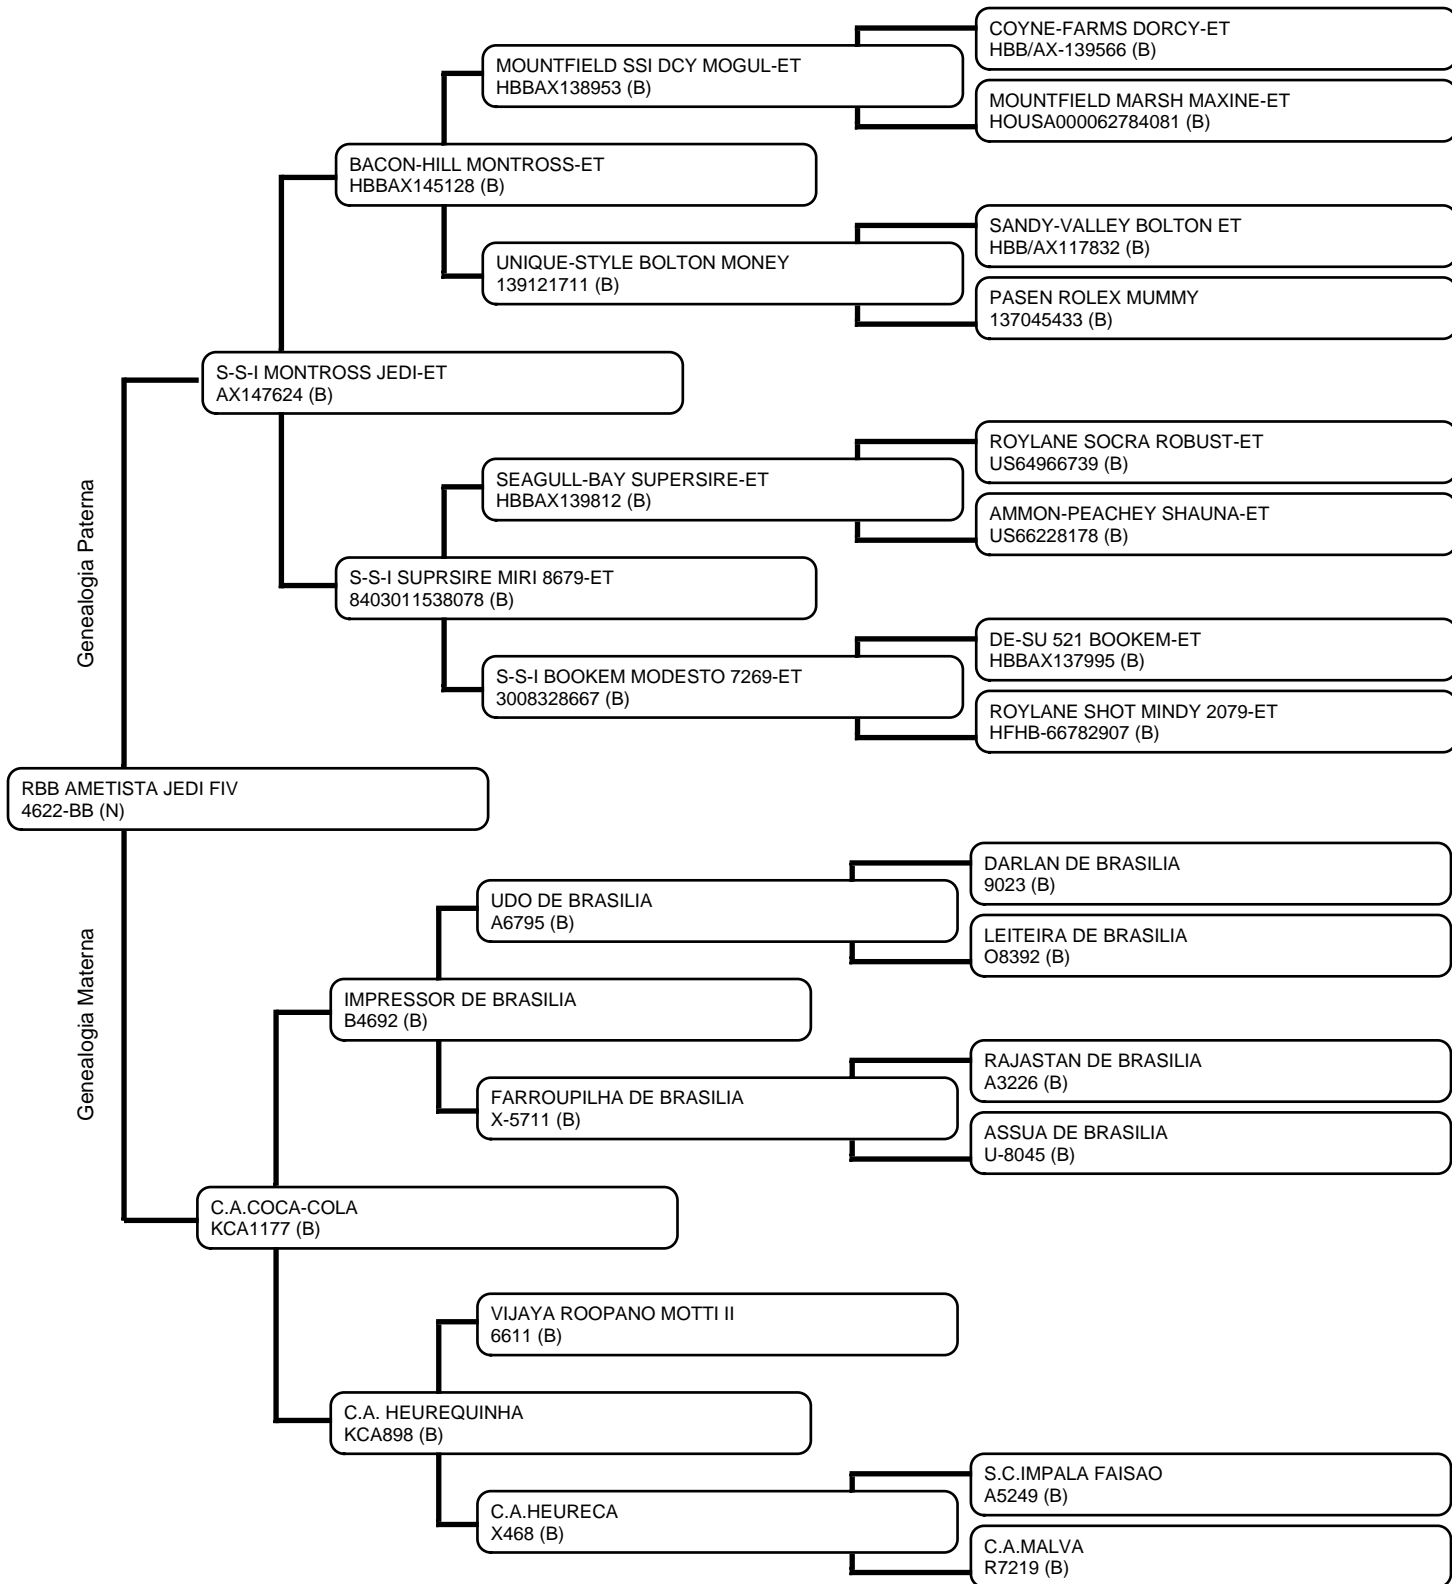 COYNE-FARMS DORCY-ET
HBB/AX-139566 (B)
MOUNTFIELD SSI DCY MOGUL-ET
HBBAX138953 (B)
MOUNTFIELD MARSH MAXINE-ET
HOUSA000062784081 (B)
BACON-HILL MONTROSS-ET
HBBAX145128 (B)
SANDY-VALLEY BOLTON ET
HBB/AX117832 (B)
UNIQUE-STYLE BOLTON MONEY
139121711 (B)
PASEN ROLEX MUMMY
137045433 (B)
S-S-I MONTROSS JEDI-ET
AX147624 (B)
ROYLANE SOCRA ROBUST-ET
US64966739 (B)
SEAGULL-BAY SUPERSIRE-ET
HBBAX139812 (B)
AMMON-PEACHEY SHAUNA-ET
US66228178 (B)
Genealogia Paterna
S-S-I SUPRSIRE MIRI 8679-ET
8403011538078 (B)
DE-SU 521 BOOKEM-ET
HBBAX137995 (B)
S-S-I BOOKEM MODESTO 7269-ET
3008328667 (B)
ROYLANE SHOT MINDY 2079-ET
HFHB-66782907 (B)
RBB AMETISTA JEDI FIV
4622-BB (N)
DARLAN DE BRASILIA
9023 (B)
UDO DE BRASILIA
A6795 (B)
LEITEIRA DE BRASILIA
O8392 (B)
Genealogia Materna
IMPRESSOR DE BRASILIA
B4692 (B)
RAJASTAN DE BRASILIA
A3226 (B)
FARROUPILHA DE BRASILIA
X-5711 (B)
ASSUA DE BRASILIA
U-8045 (B)
C.A.COCA-COLA
KCA1177 (B)
VIJAYA ROOPANO MOTTI II
6611 (B)
C.A. HEUREQUINHA
KCA898 (B)
S.C.IMPALA FAISAO
A5249 (B)
C.A.HEURECA
X468 (B)
C.A.MALVA
R7219 (B)